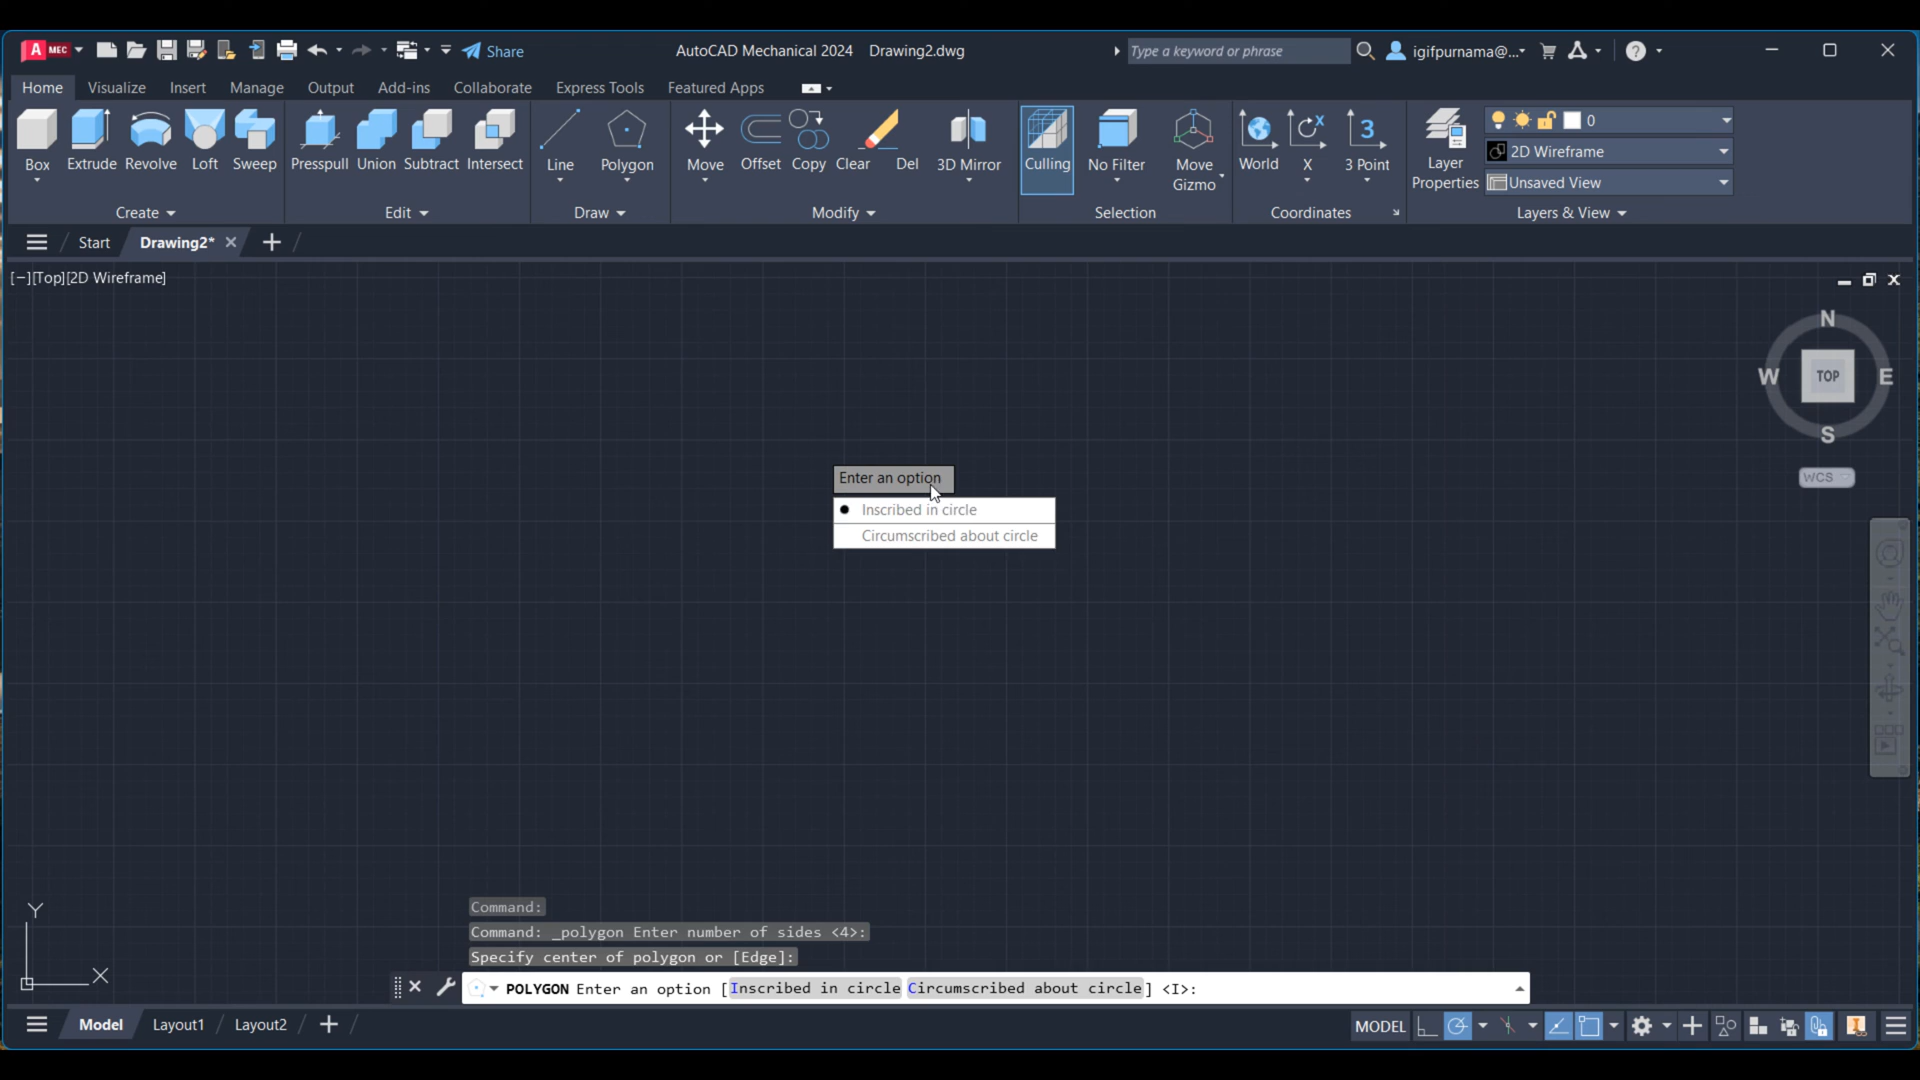 A MEC Share AutoCAD Mechanical 2024 Drawing2.dwg Type a keyword or phrase igifpurnama@... ?
Home Visualize Insert Manage Output Add-ins Collaborate Express Tools Featured Apps
Box Extrude Revolve Loft Sweep Presspull Union Subtract Intersect Line Polygon Move Offset Copy Clear Del 3D Mirror Culling No Filter Move Gizmo World X 3 Point Layer Properties
0
2D Wireframe
Unsaved View
Create Edit Draw Modify Selection Coordinates Layers & View
Start Drawing2*
[−][Top][2D Wireframe]
N
W TOP E
S
WCS
Enter an option
Inscribed in circle
Circumscribed about circle
Y
X
Command:
Command: _polygon Enter number of sides <4>:
Specify center of polygon or [Edge]:
POLYGON Enter an option [Inscribed in circle Circumscribed about circle] <I>:
Model Layout1 Layout2 MODEL